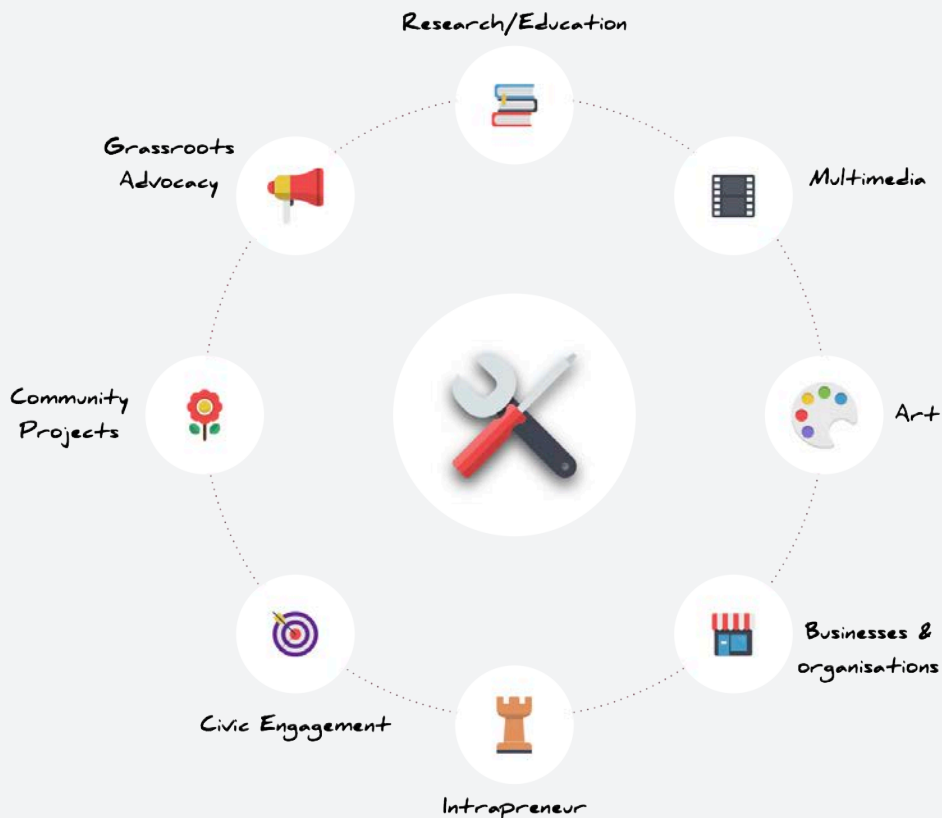 Research/Education
Grassroots
Advocacy
Multimedia
Community
Projects
Art
Businesses &
organisations
Civic Engagement
Intrapreneur